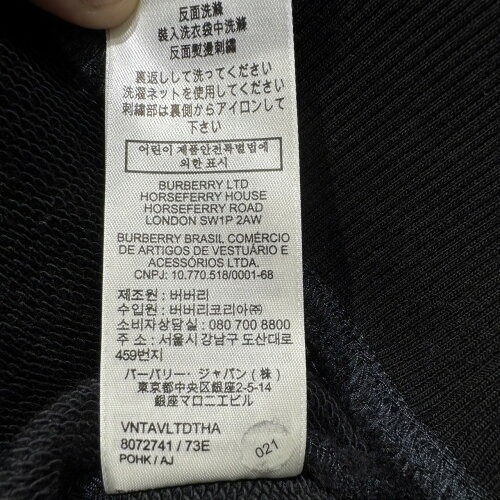 反面洗滌
裝入洗衣袋中洗滌
反面熨燙刺繡
裏返しして洗ってください
洗濯ネットを使用してください
刺繍部は裏側からアイロンして
下さい
어린이 제품안전특별법에
의한 표시
BURBERRY LTD
HORSEFERRY HOUSE
HORSEFERRY ROAD
LONDON SW1P 2AW
BURBERRY BRASIL COMÉRCIO
DE ARTIGOS DE VESTUÁRIO E
ACESSÓRIOS LTDA.
CNPJ: 10.770.518/0001-68
제조원 : 버버리
수입원 : 버버리코리아㈜
소비자상담실 : 080 700 8800
주 소 : 서울시 강남구 도산대로
459번지
バーバリー・ジャパン(株)
東京都中央区銀座2-5-14
銀座マロニエビル
VNTAVLTDTHA
8072741 / 73E
POHK / AJ
021